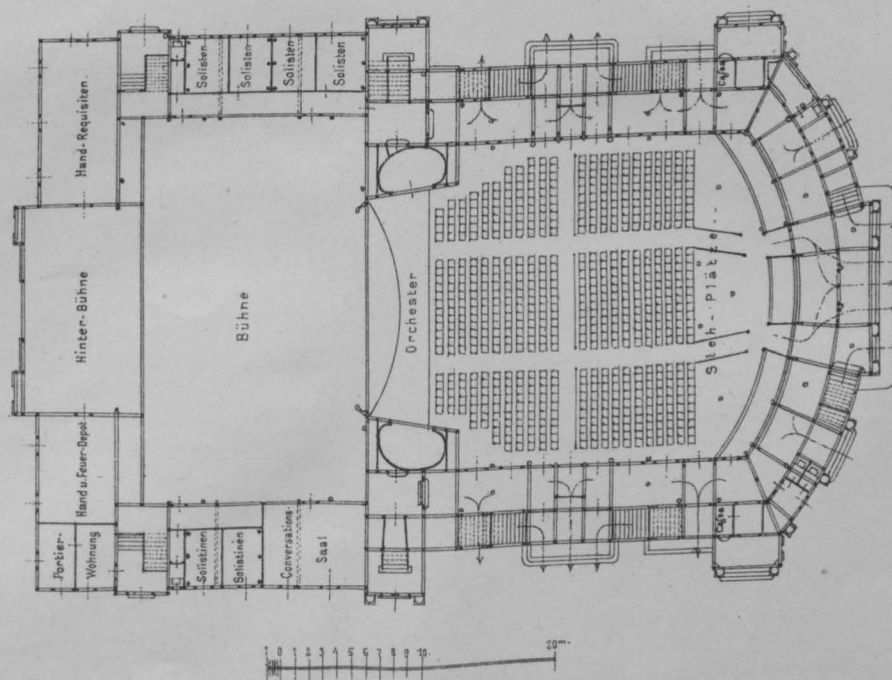 Hand-Requisiten.
Solisten
Solisten
Solisten
Solisten
Hinter-Bühne
Bühne
Orchester
Steh-Plätze
Hand u. Feuer-Depot.
Portier-
Wohnung
Solistinen
Solistinen
Conversations-
Saal
Cassa
Cassa
1 0 1 2 3 4 5 6 7 8 9 10 20m.